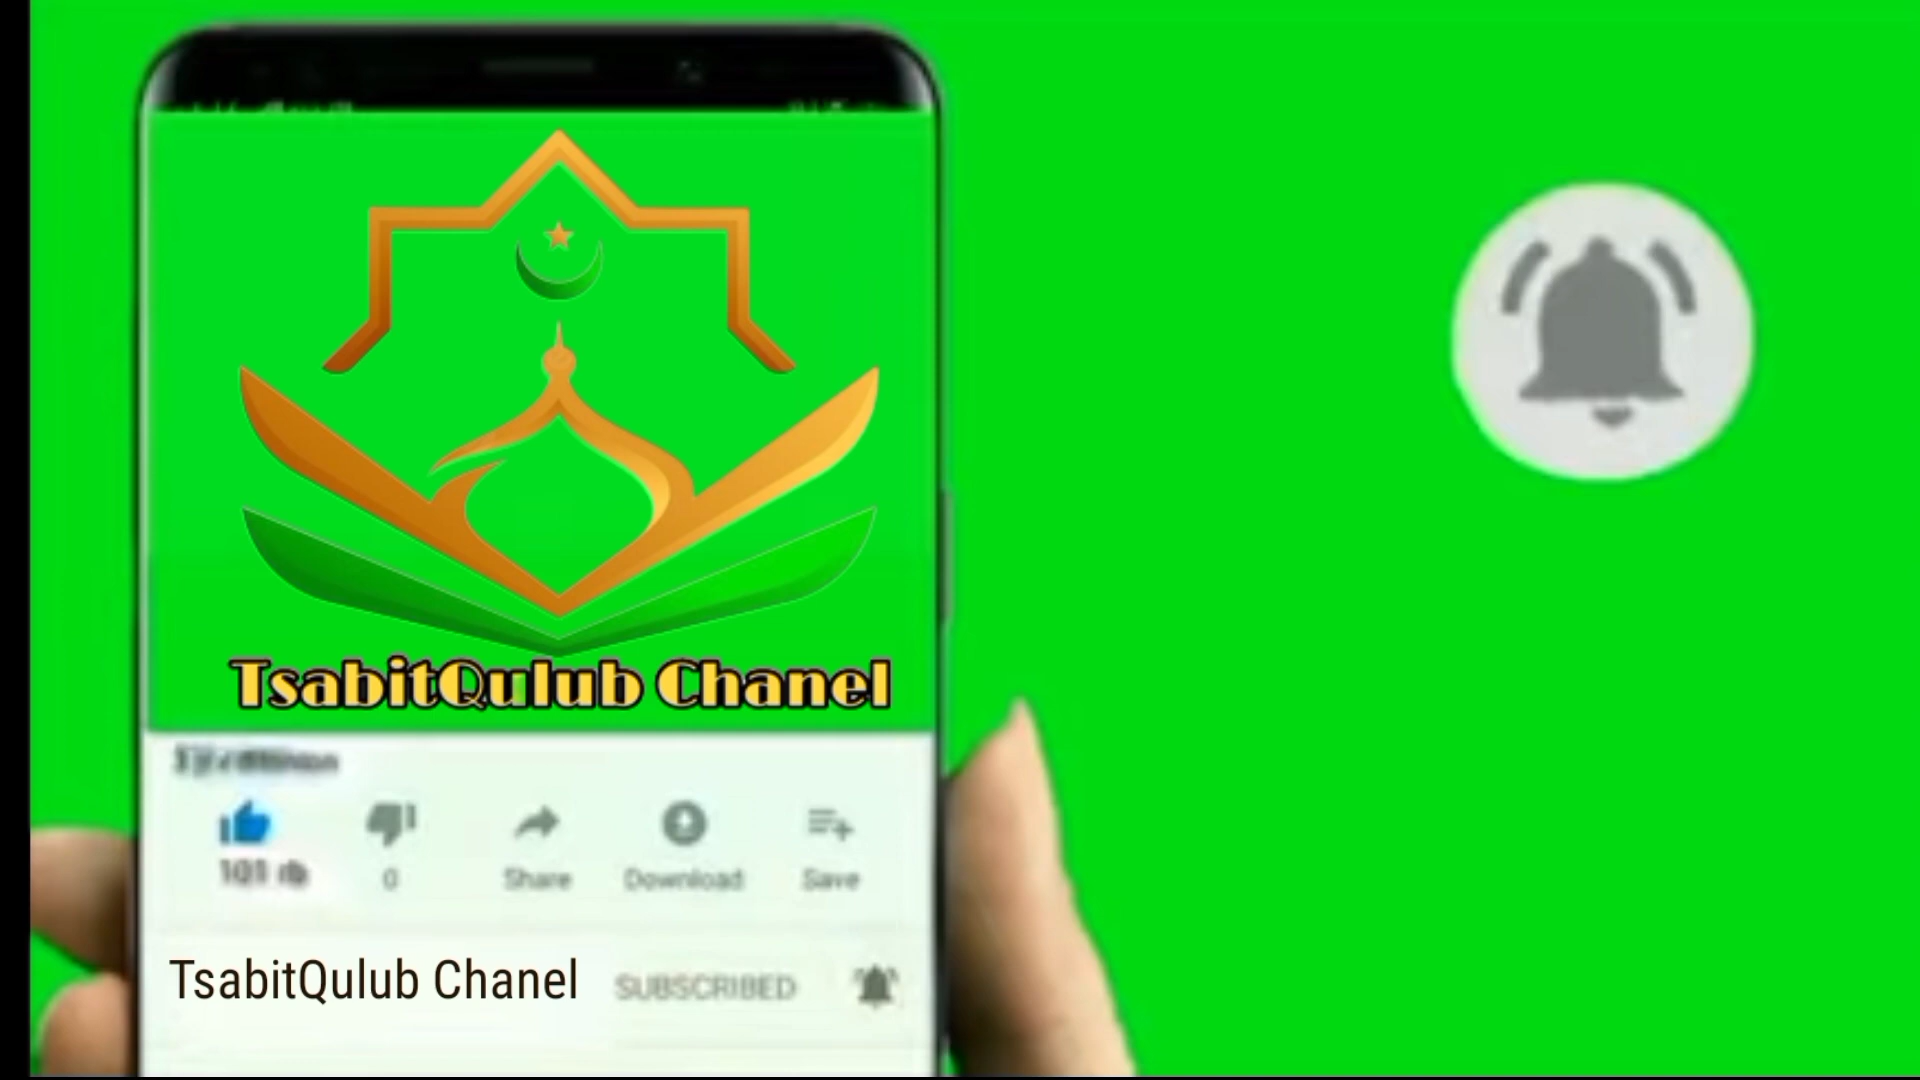 TsabitQulub Chanel
101 rb
0
Share
Download
Save
TsabitQulub Chanel
SUBSCRIBED